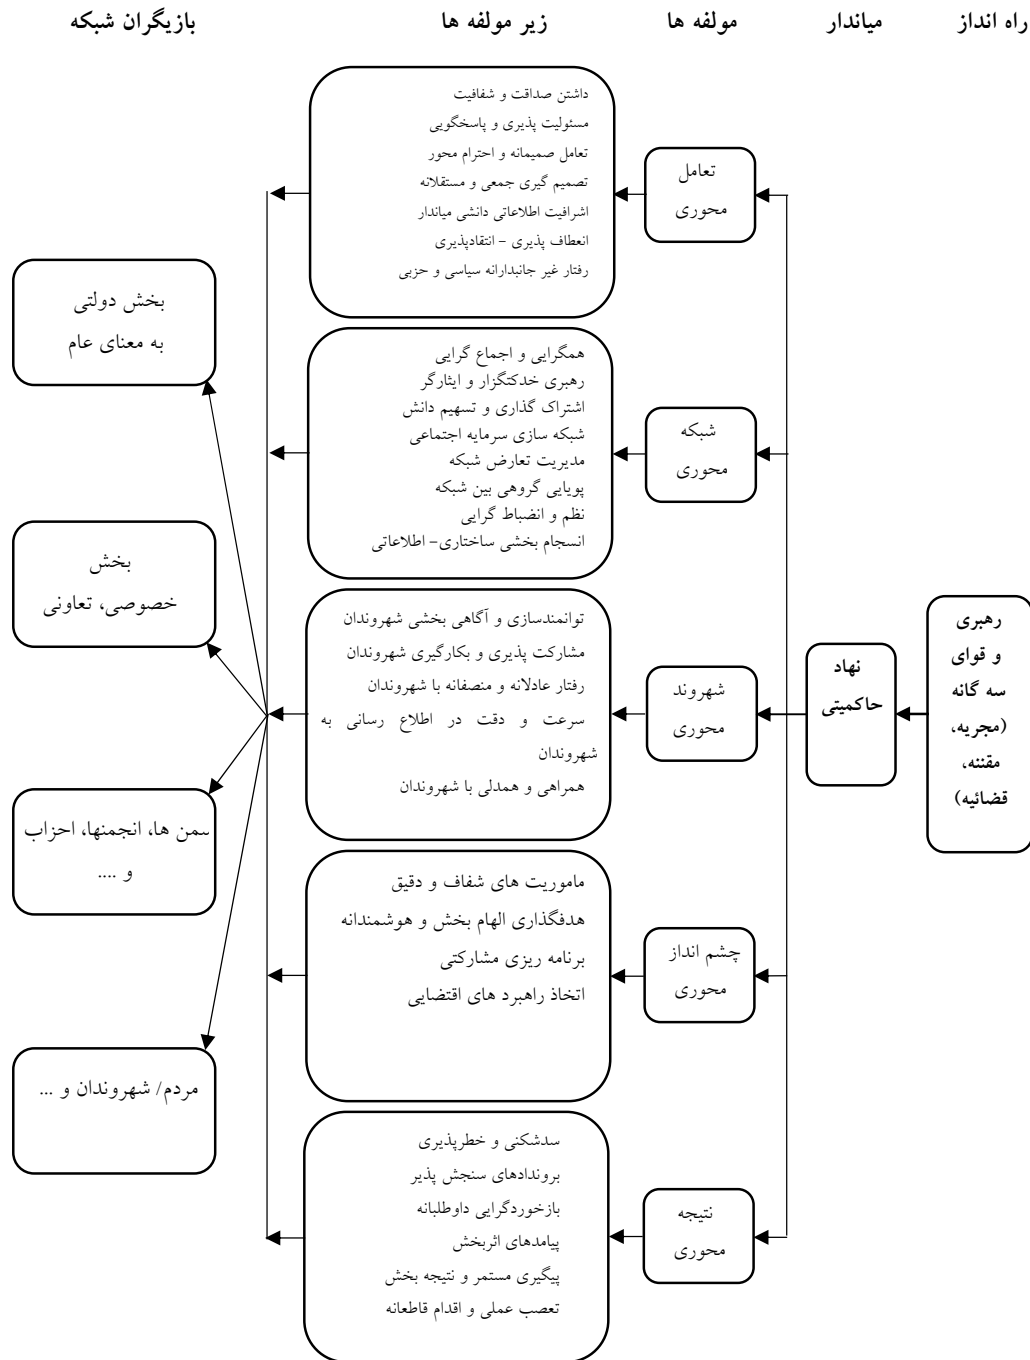 راه انداز
میاندار
مولفه ها
زیر مولفه ها
بازیگران شبکه
رهبری
و قوای
سه گانه
(مجریه،
مقننه،
قضائیه)
نهاد
حاکمیتی
تعامل
محوری
داشتن صداقت و شفافیت
مسئولیت پذیری و پاسخگویی
تعامل صمیمانه و احترام محور
تصمیم گیری جمعی و مستقلانه
اشرافیت اطلاعاتی دانشی میاندار
انعطاف پذیری – انتقادپذیری
رفتار غیر جانبدارانه سیاسی و حزبی
شبکه
محوری
همگرایی و اجماع گرایی
رهبری خدکتگزار و ایثارگر
اشتراک گذاری و تسهیم دانش
شبکه سازی سرمایه اجتماعی
مدیریت تعارض شبکه
پویایی گروهی بین شبکه
نظم و انضباط گرایی
انسجام بخشی ساختاری– اطلاعاتی
شهروند
محوری
توانمندسازی و آگاهی بخشی شهروندان
مشارکت پذیری و بکارگیری شهروندان
رفتار عادلانه و منصفانه با شهروندان
سرعت و دقت در اطلاع رسانی به
شهروندان
همراهی و همدلی با شهروندان
چشم انداز
محوری
ماموریت های شفاف و دقیق
هدفگذاری الهام بخش و هوشمندانه
برنامه ریزی مشارکتی
اتخاذ راهبرد های اقتضایی
نتیجه
محوری
سدشکنی و خطرپذیری
بروندادهای سنجش پذیر
بازخوردگرایی داوطلبانه
پیامدهای اثربخش
پیگیری مستمر و نتیجه بخش
تعصب عملی و اقدام قاطعانه
بخش دولتی
به معنای عام
بخش
خصوصی، تعاونی
سمن ها، انجمنها، احزاب
و ....
مردم/ شهروندان و ...